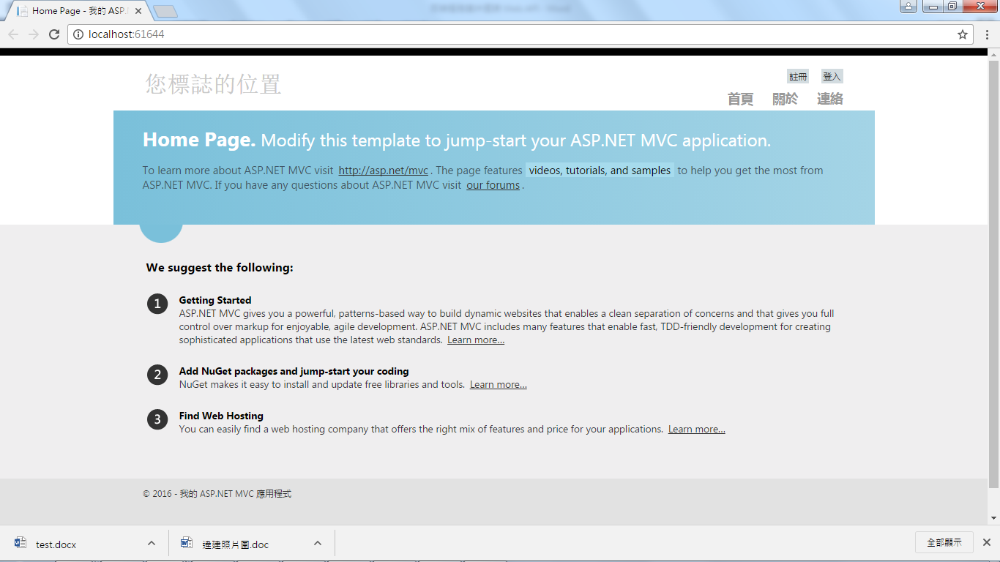 Home Page - 我的 ASP.
localhost:61644
您標誌的位置
註冊 登入
首頁 關於 連絡
Home Page. Modify this template to jump-start your ASP.NET MVC application.
To learn more about ASP.NET MVC visit http://asp.net/mvc . The page features videos, tutorials, and samples to help you get the most from
ASP.NET MVC. If you have any questions about ASP.NET MVC visit our forums .
We suggest the following:
1 Getting Started
ASP.NET MVC gives you a powerful, patterns-based way to build dynamic websites that enables a clean separation of concerns and that gives you full
control over markup for enjoyable, agile development. ASP.NET MVC includes many features that enable fast, TDD-friendly development for creating
sophisticated applications that use the latest web standards. Learn more...
2 Add NuGet packages and jump-start your coding
NuGet makes it easy to install and update free libraries and tools. Learn more...
3 Find Web Hosting
You can easily find a web hosting company that offers the right mix of features and price for your applications. Learn more...
© 2016 - 我的 ASP.NET MVC 應用程式
test.docx 違建照片圖.doc 全部顯示